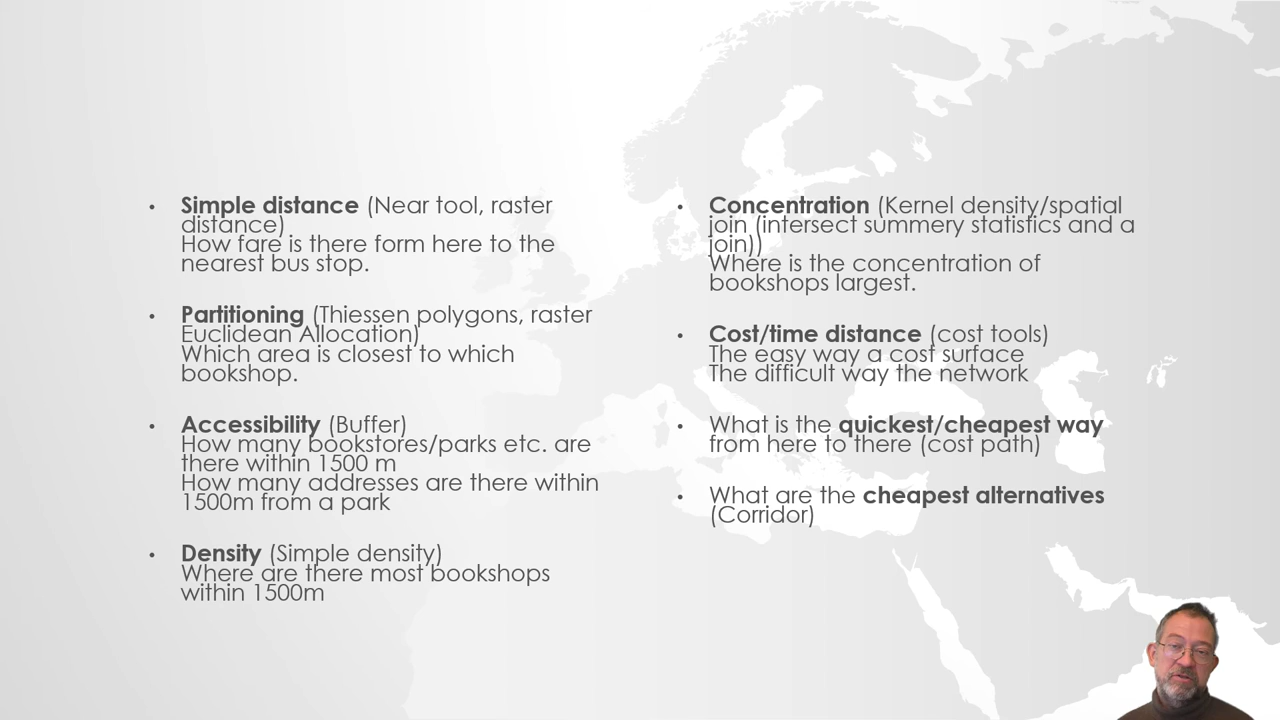 • Simple distance (Near tool, raster
distance)
How fare is there form here to the
nearest bus stop.
• Partitioning (Thiessen polygons, raster
Euclidean Allocation)
Which area is closest to which
bookshop.
• Accessibility (Buffer)
How many bookstores/parks etc. are
there within 1500 m
How many addresses are there within
1500m from a park
• Density (Simple density)
Where are there most bookshops
within 1500m
• Concentration (Kernel density/spatial
join (intersect summery statistics and a
join))
Where is the concentration of
bookshops largest.
• Cost/time distance (cost tools)
The easy way a cost surface
The difficult way the network
• What is the quickest/cheapest way
from here to there (cost path)
• What are the cheapest alternatives
(Corridor)